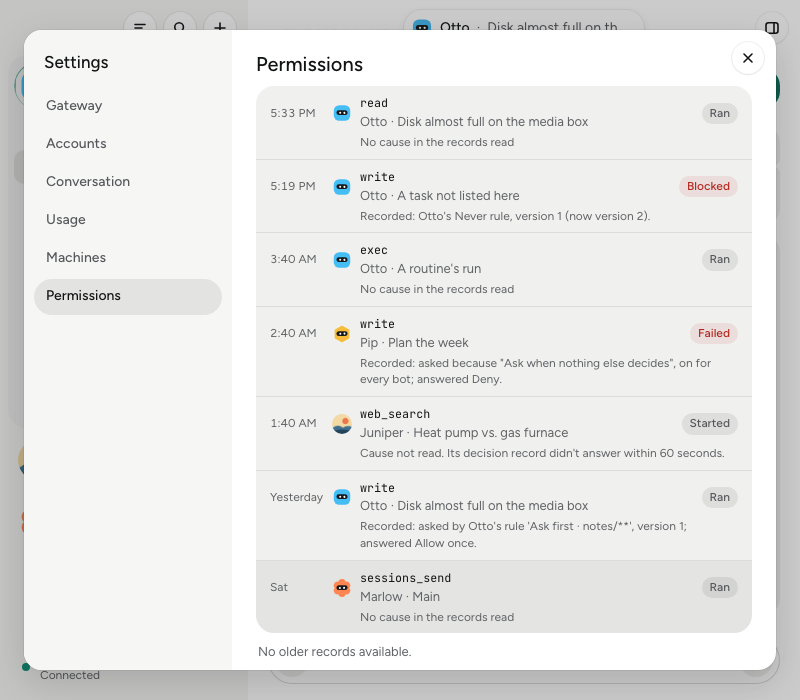 Otto · Disk almost full on th
Settings
Gateway
Accounts
Conversation
Usage
Machines
Permissions
Permissions
5:33 PM
read
Otto · Disk almost full on the media box
No cause in the records read
Ran
5:19 PM
write
Otto · A task not listed here
Recorded: Otto's Never rule, version 1 (now version 2).
Blocked
3:40 AM
exec
Otto · A routine's run
No cause in the records read
Ran
2:40 AM
write
Pip · Plan the week
Recorded: asked because "Ask when nothing else decides", on for
every bot; answered Deny.
Failed
1:40 AM
web_search
Juniper · Heat pump vs. gas furnace
Cause not read. Its decision record didn't answer within 60 seconds.
Started
Yesterday
write
Otto · Disk almost full on the media box
Recorded: asked by Otto's rule 'Ask first · notes/**', version 1;
answered Allow once.
Ran
Sat
sessions_send
Marlow · Main
No cause in the records read
Ran
No older records available.
Connected